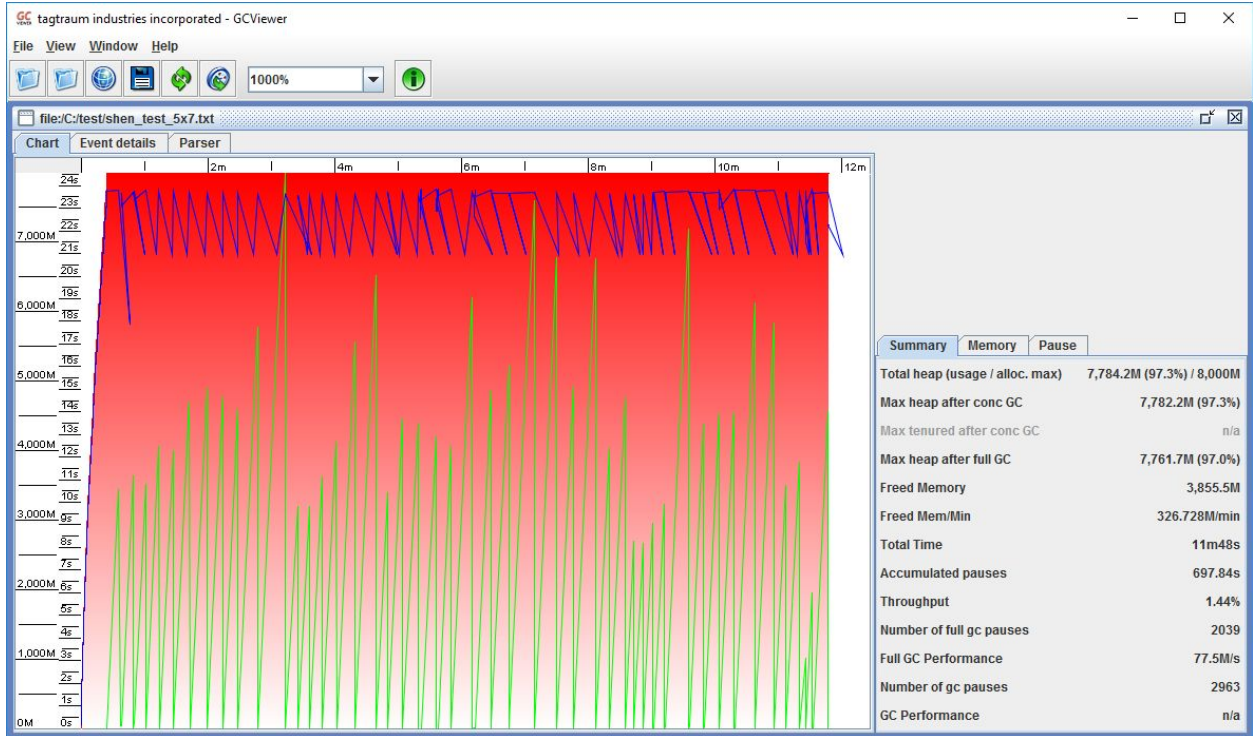 GC VIEWER tagtraum industries incorporated - GCViewer
File View Window Help
1000%
file:/C:/test/shen_test_5x7.txt
Chart Event details Parser
2m 4m 6m 8m 10m 12m
24s
23s
22s
7,000M 21s
20s
19s
6,000M 18s
17s
16s
5,000M 15s
14s
13s
4,000M 12s
11s
10s
3,000M 9s
8s
7s
2,000M 6s
5s
4s
1,000M 3s
2s
1s
0M 0s
Summary Memory Pause
Total heap (usage / alloc. max) 7,784.2M (97.3%) / 8,000M
Max heap after conc GC 7,782.2M (97.3%)
Max tenured after conc GC n/a
Max heap after full GC 7,761.7M (97.0%)
Freed Memory 3,855.5M
Freed Mem/Min 326.728M/min
Total Time 11m48s
Accumulated pauses 697.84s
Throughput 1.44%
Number of full gc pauses 2039
Full GC Performance 77.5M/s
Number of gc pauses 2963
GC Performance n/a